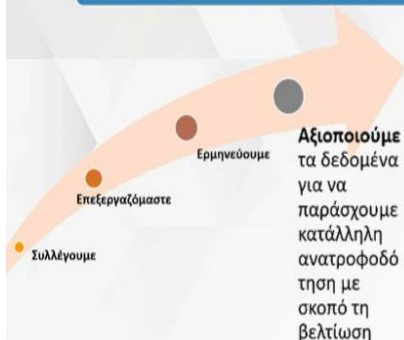 Συλλέγουμε
Επεξεργαζόμαστε
Ερμηνεύουμε
Αξιοποιούμε
τα δεδομένα
για να
παράσχουμε
κατάλληλη
ανατροφοδό
τηση με
σκοπό τη
βελτίωση